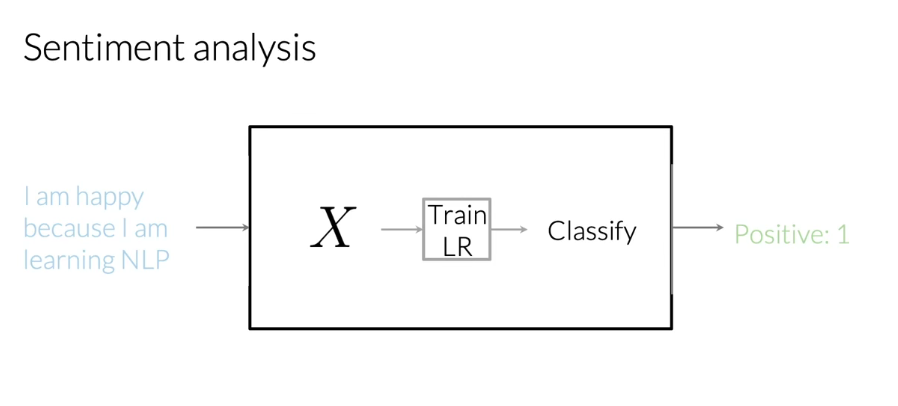 Sentiment analysis
I am happy
because I am
learning NLP
X
Train
LR
Classify
Positive: 1